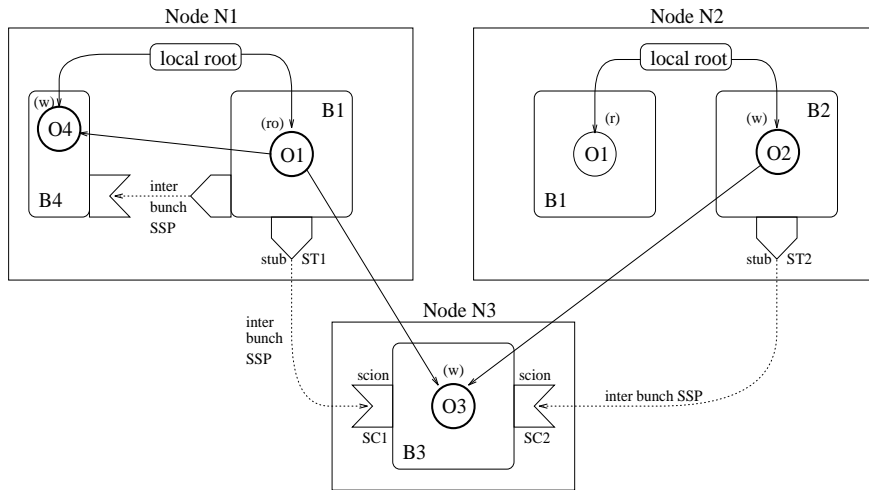 Node N1
Node N2
local root
local root
(w)
O4
B4
(ro)
B1
O1
inter
bunch
SSP
stub
ST1
(r)
O1
B1
(w)
B2
O2
stub
ST2
inter
bunch
SSP
Node N3
scion
(w)
scion
O3
SC1
B3
SC2
inter bunch SSP